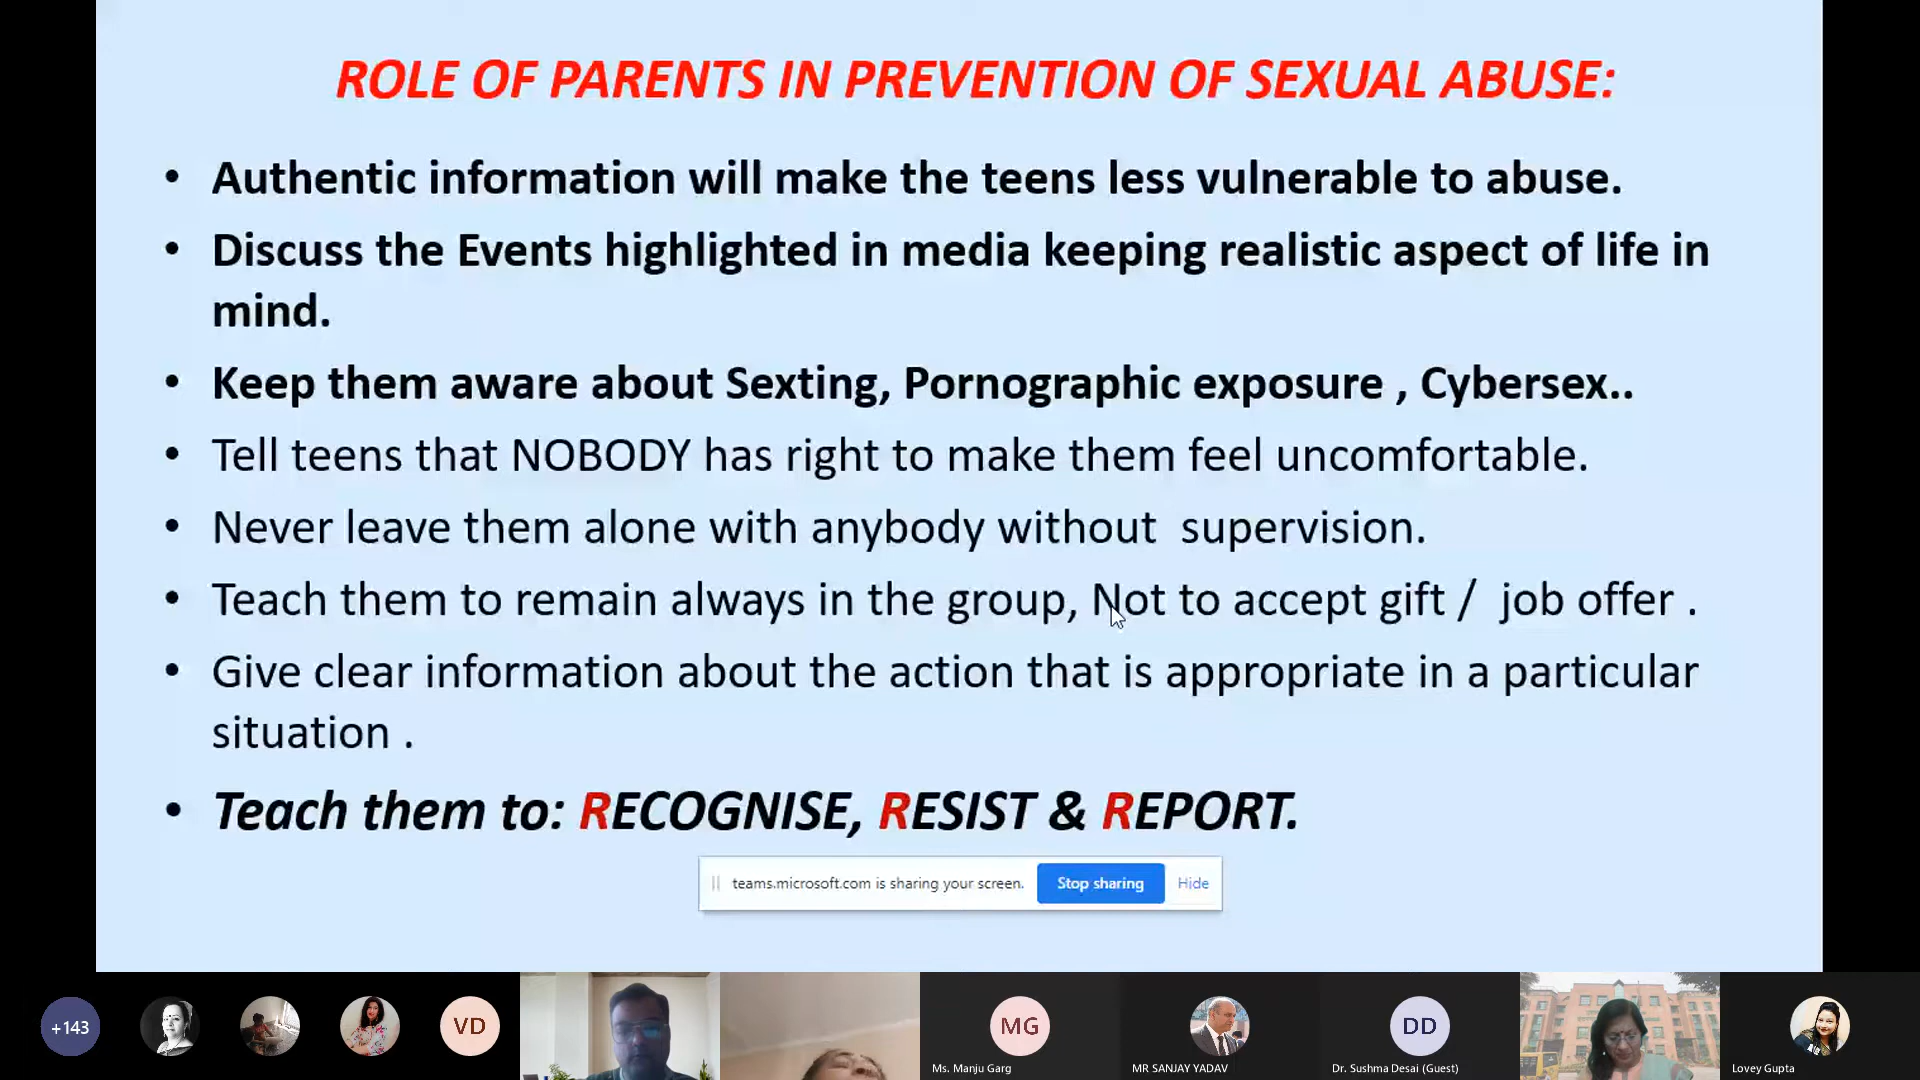 ROLE OF PARENTS IN PREVENTION OF SEXUAL ABUSE:
• Authentic information will make the teens less vulnerable to abuse.
• Discuss the Events highlighted in media keeping realistic aspect of life in
mind.
• Keep them aware about Sexting, Pornographic exposure , Cybersex..
• Tell teens that NOBODY has right to make them feel uncomfortable.
• Never leave them alone with anybody without  supervision.
• Teach them to remain always in the group, Not to accept gift /  job offer .
• Give clear information about the action that is appropriate in a particular
situation .
• Teach them to: RECOGNISE, RESIST & REPORT.
teams.microsoft.com is sharing your screen. Stop sharing Hide
+143 VD MG DD
Ms. Manju Garg MR SANJAY YADAV Dr. Sushma Desai (Guest) Lovey Gupta